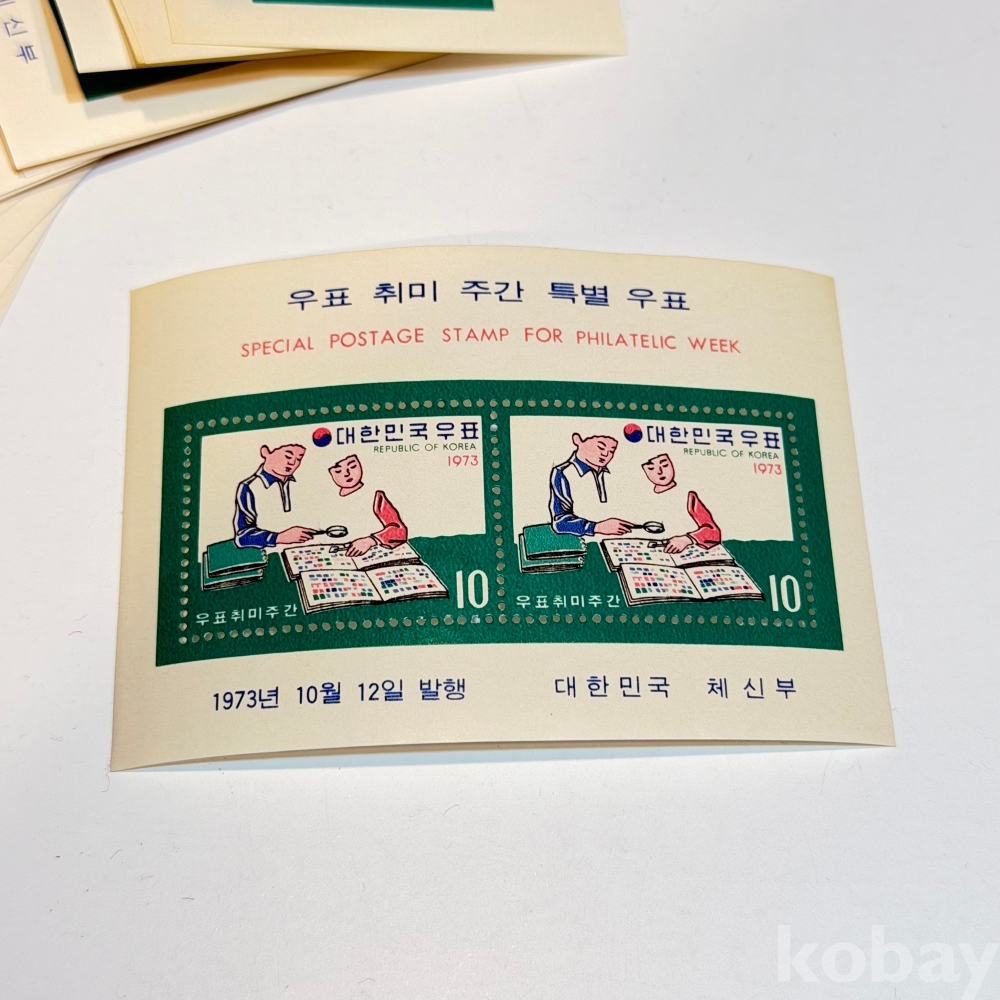 체신부
우표 취미 주간 특별 우표
SPECIAL POSTAGE STAMP FOR PHILATELIC WEEK
대한민국우표
REPUBLIC OF KOREA
1973
우표취미주간
10
대한민국우표
REPUBLIC OF KOREA
1973
우표취미주간
10
1973년 10월 12일 발행
대한민국 체신부
kobay